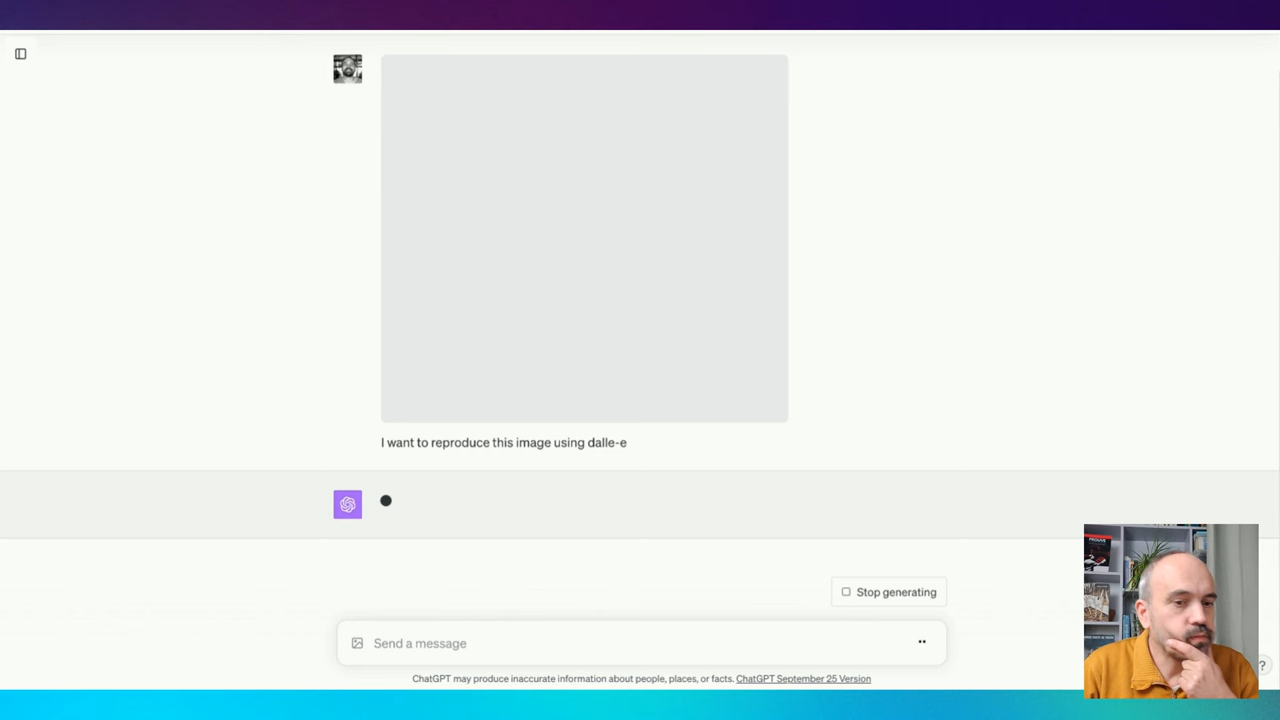 I want to reproduce this image using dalle-e
Stop generating
Send a message
ChatGPT may produce inaccurate information about people, places, or facts. ChatGPT September 25 Version
?
PROUVÉ